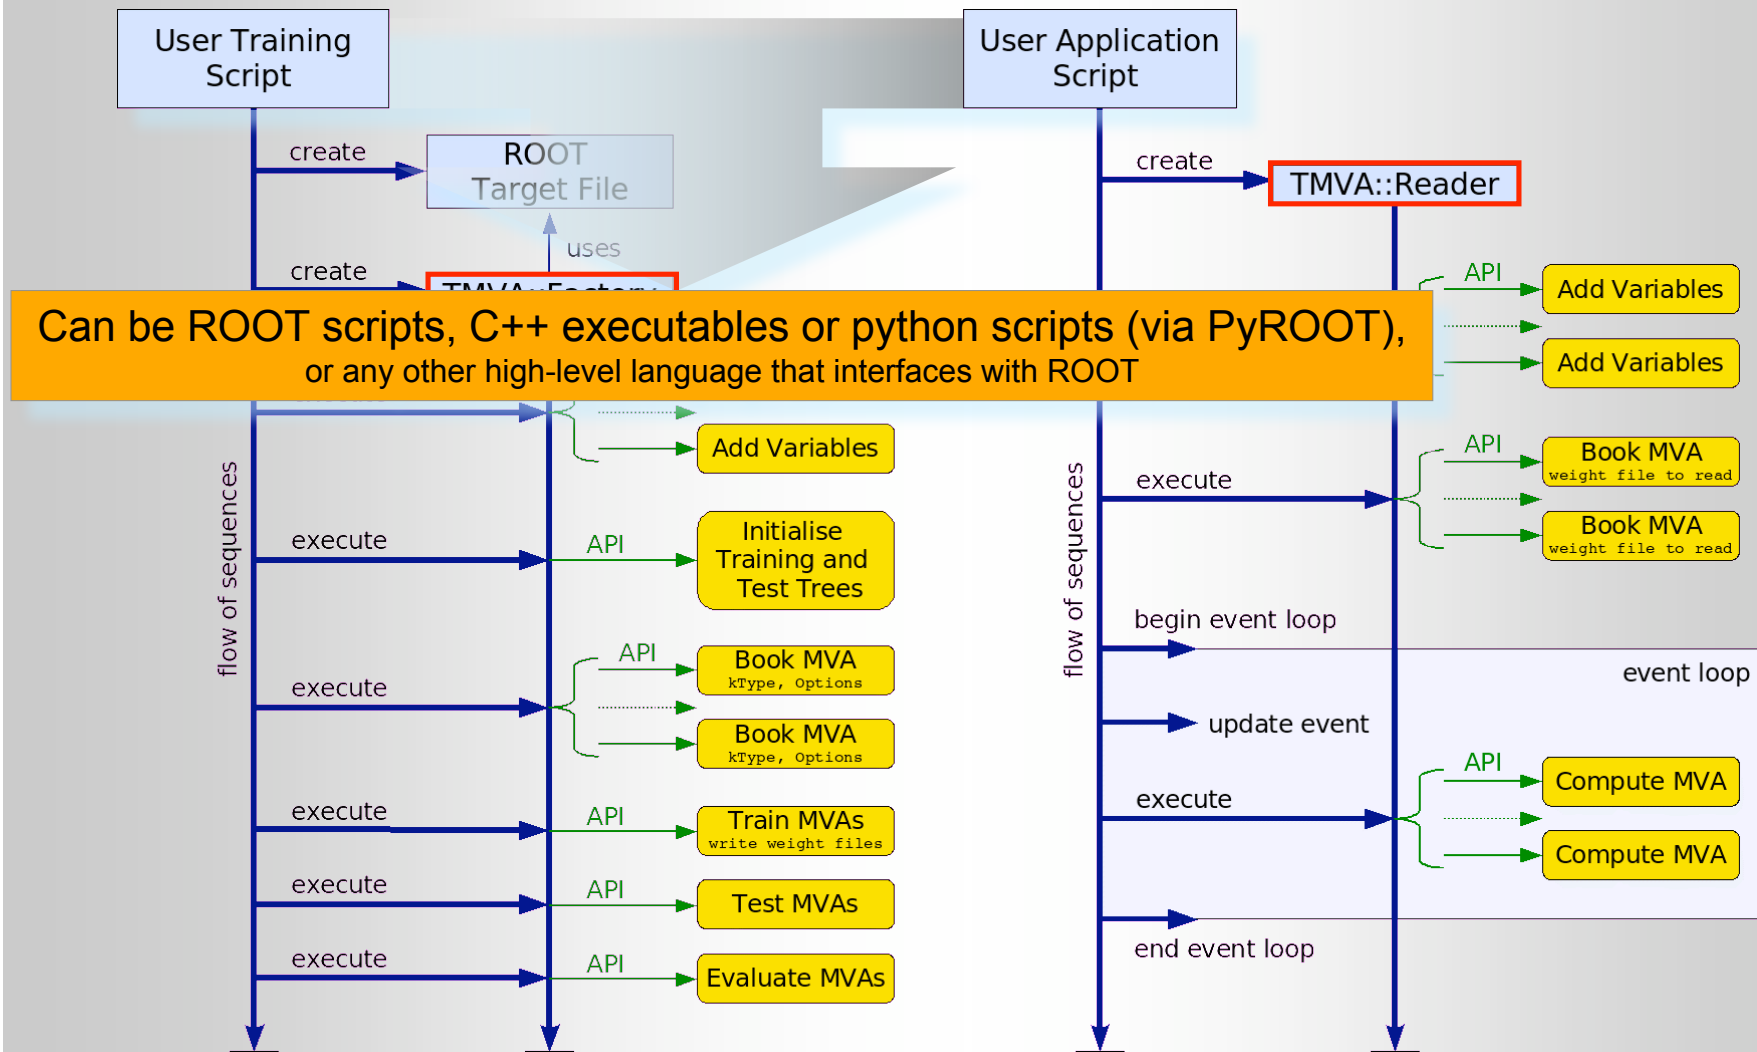 User Training
Script
create
ROOT
Target File
uses
create
TMVA::Factory
Can be ROOT scripts, C++ executables or python scripts (via PyROOT),
or any other high-level language that interfaces with ROOT
Add Variables
flow of sequences
execute
API
Initialise
Training and
Test Trees
execute
API
Book MVA
kType, Options
Book MVA
kType, Options
execute
API
Train MVAs
write weight files
execute
API
Test MVAs
execute
API
Evaluate MVAs
User Application
Script
create
TMVA::Reader
API
Add Variables
Add Variables
flow of sequences
execute
API
Book MVA
weight file to read
Book MVA
weight file to read
begin event loop
event loop
update event
execute
API
Compute MVA
Compute MVA
end event loop